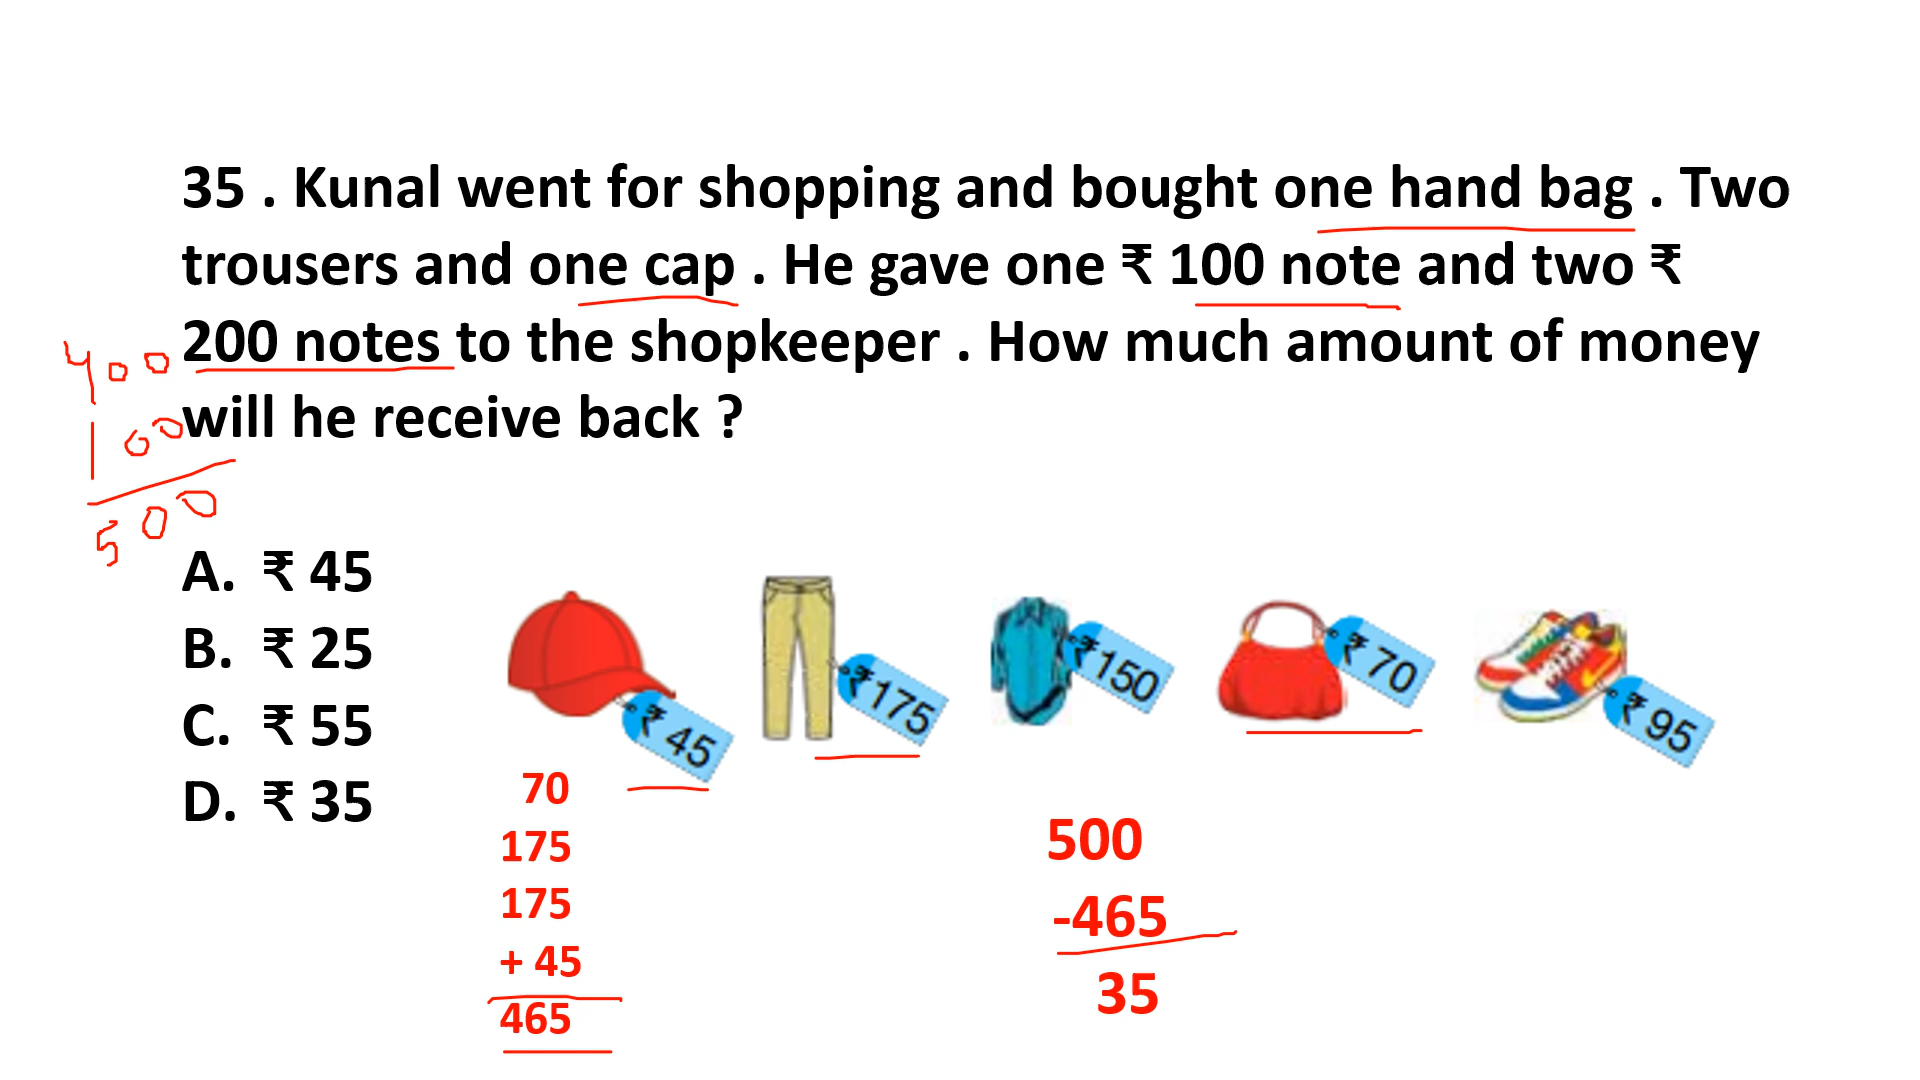 35 . Kunal went for shopping and bought one hand bag . Two
trousers and one cap . He gave one ₹ 100 note and two ₹
200 notes to the shopkeeper . How much amount of money
will he receive back ?
400
100
500
A. ₹ 45
B. ₹ 25
C. ₹ 55
D. ₹ 35
₹ 45
₹175
₹150
₹ 70
₹ 95
70
175
175
+ 45
465
500
-465
35